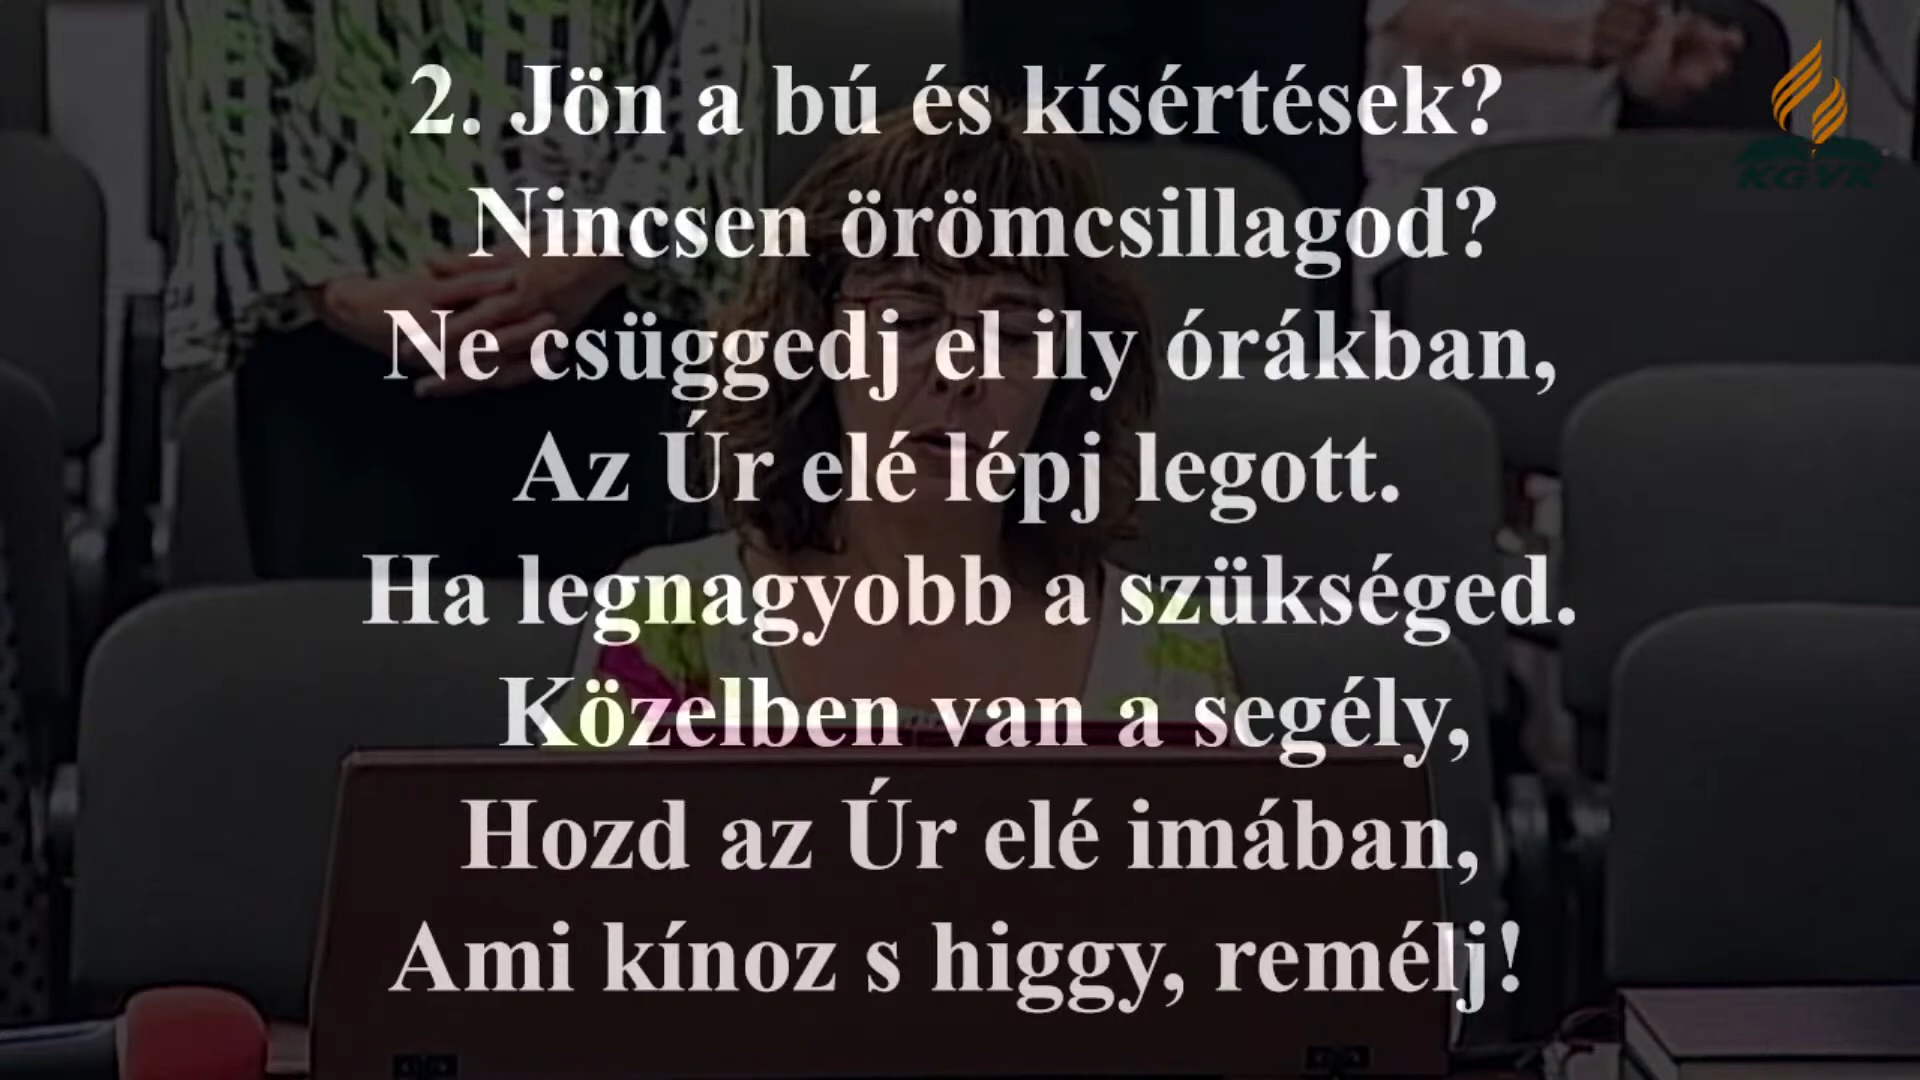 2. Jön a bú és kísértések?
Nincsen örömcsillagod?
Ne csüggedj el ily órákban,
Az Úr elé lépj legott.
Ha legnagyobb a szükséged.
Közelben van a segély,
Hozd az Úr elé imában,
Ami kínoz s higgy, remélj!
KGYK